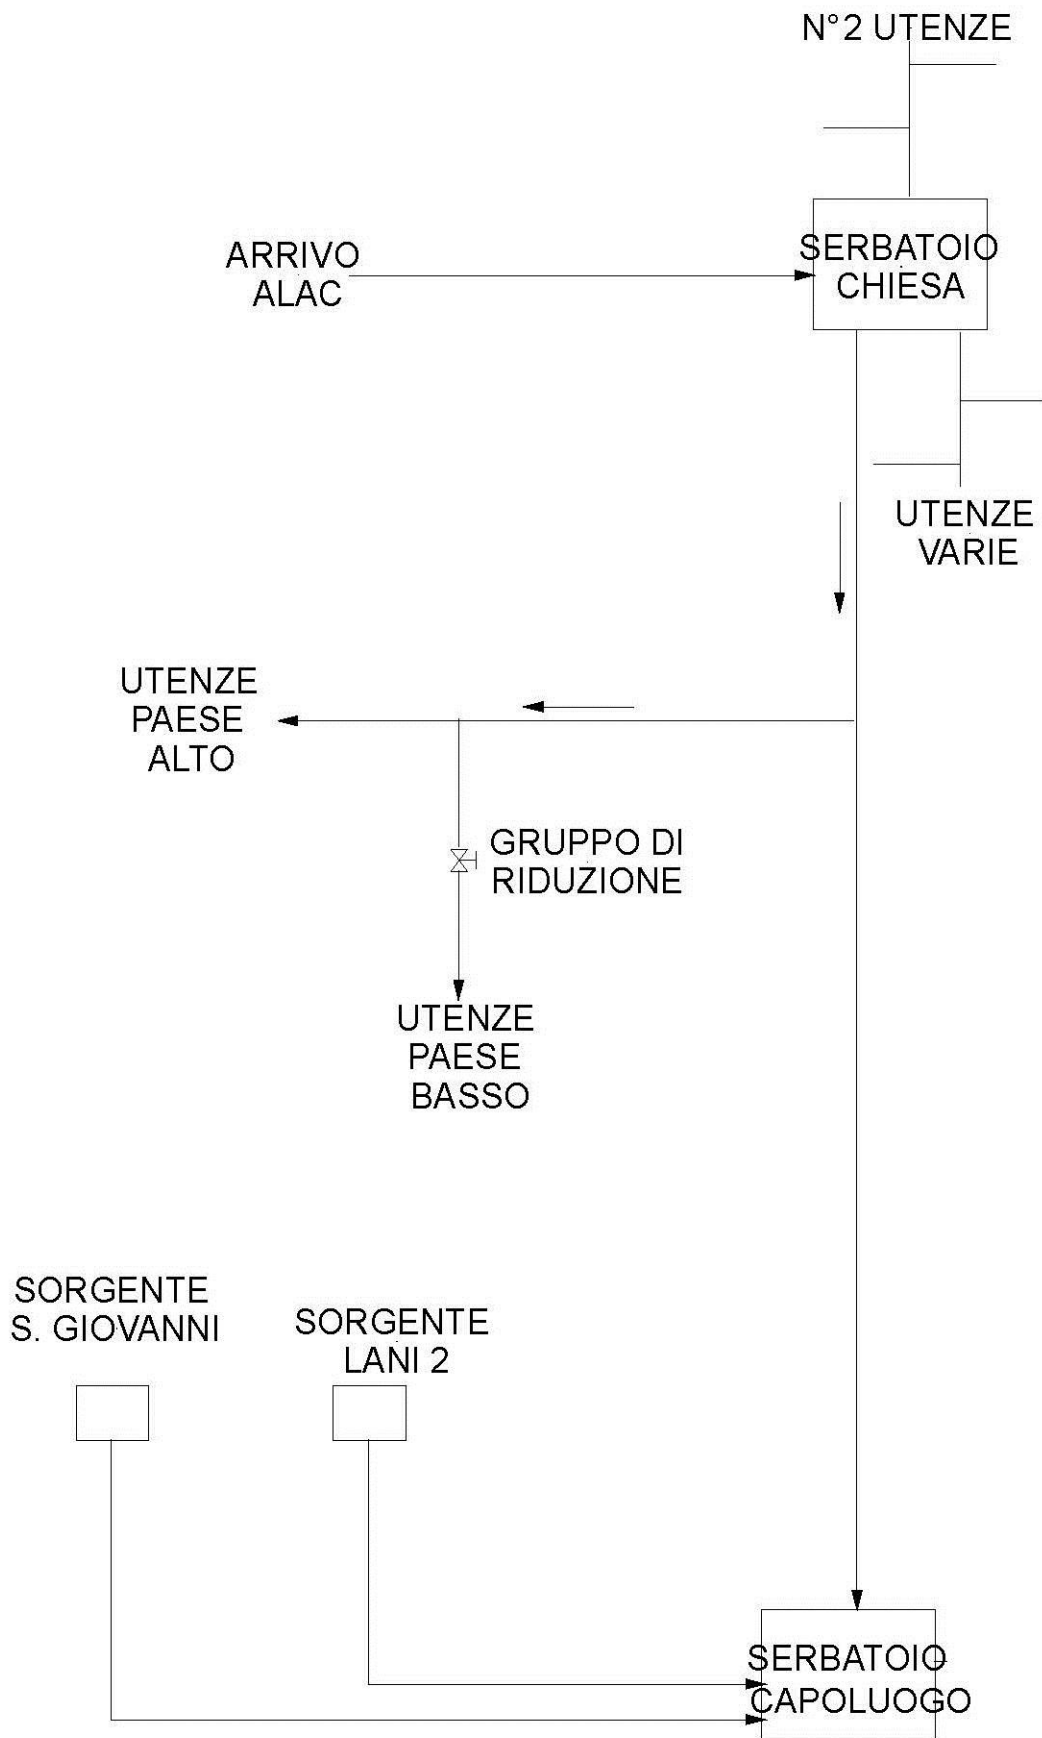 N°2 UTENZE
SERBATOIO
CHIESA
ARRIVO
ALAC
UTENZE
VARIE
UTENZE
PAESE
ALTO
GRUPPO DI
RIDUZIONE
UTENZE
PAESE
BASSO
SORGENTE
S. GIOVANNI
SORGENTE
LANI 2
SERBATOIO
CAPOLUOGO